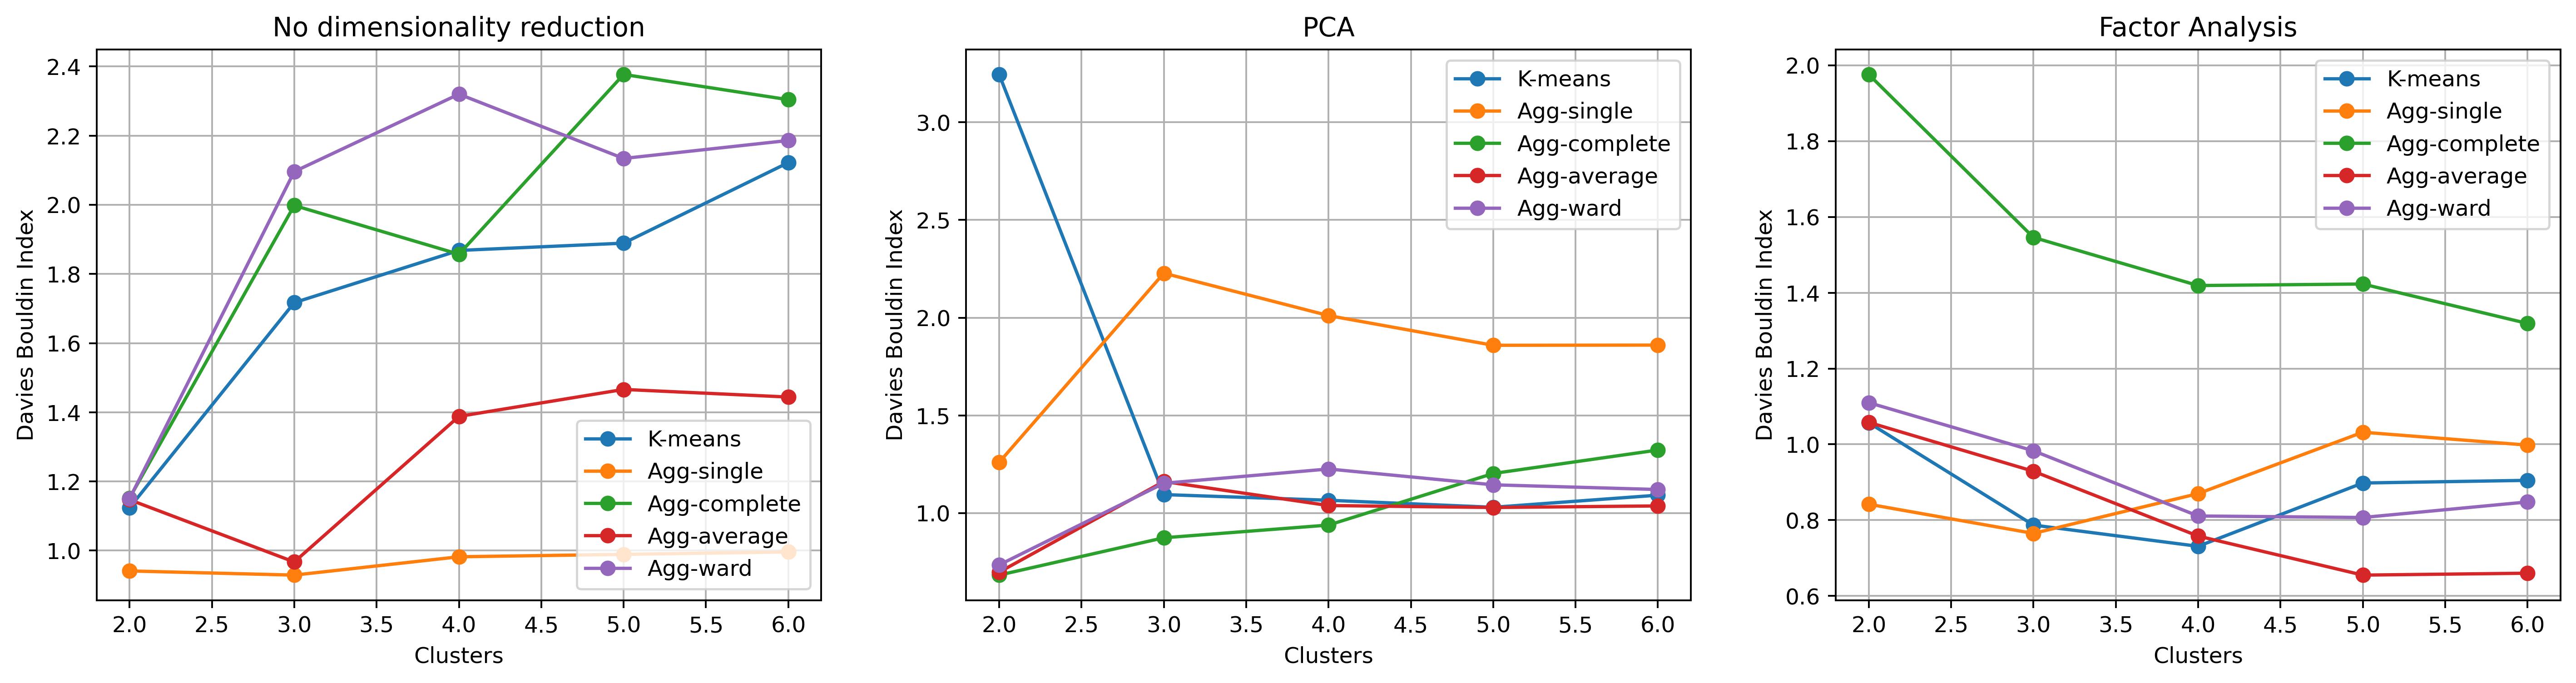 No dimensionality reduction
Davies Bouldin Index
2.4
2.2
2.0
1.8
1.6
1.4
1.2
1.0
2.0 2.5 3.0 3.5 4.0 4.5 5.0 5.5 6.0
Clusters
K-means
Agg-single
Agg-complete
Agg-average
Agg-ward
PCA
Davies Bouldin Index
3.0
2.5
2.0
1.5
1.0
2.0 2.5 3.0 3.5 4.0 4.5 5.0 5.5 6.0
Clusters
K-means
Agg-single
Agg-complete
Agg-average
Agg-ward
Factor Analysis
Davies Bouldin Index
2.0
1.8
1.6
1.4
1.2
1.0
0.8
0.6
2.0 2.5 3.0 3.5 4.0 4.5 5.0 5.5 6.0
Clusters
K-means
Agg-single
Agg-complete
Agg-average
Agg-ward